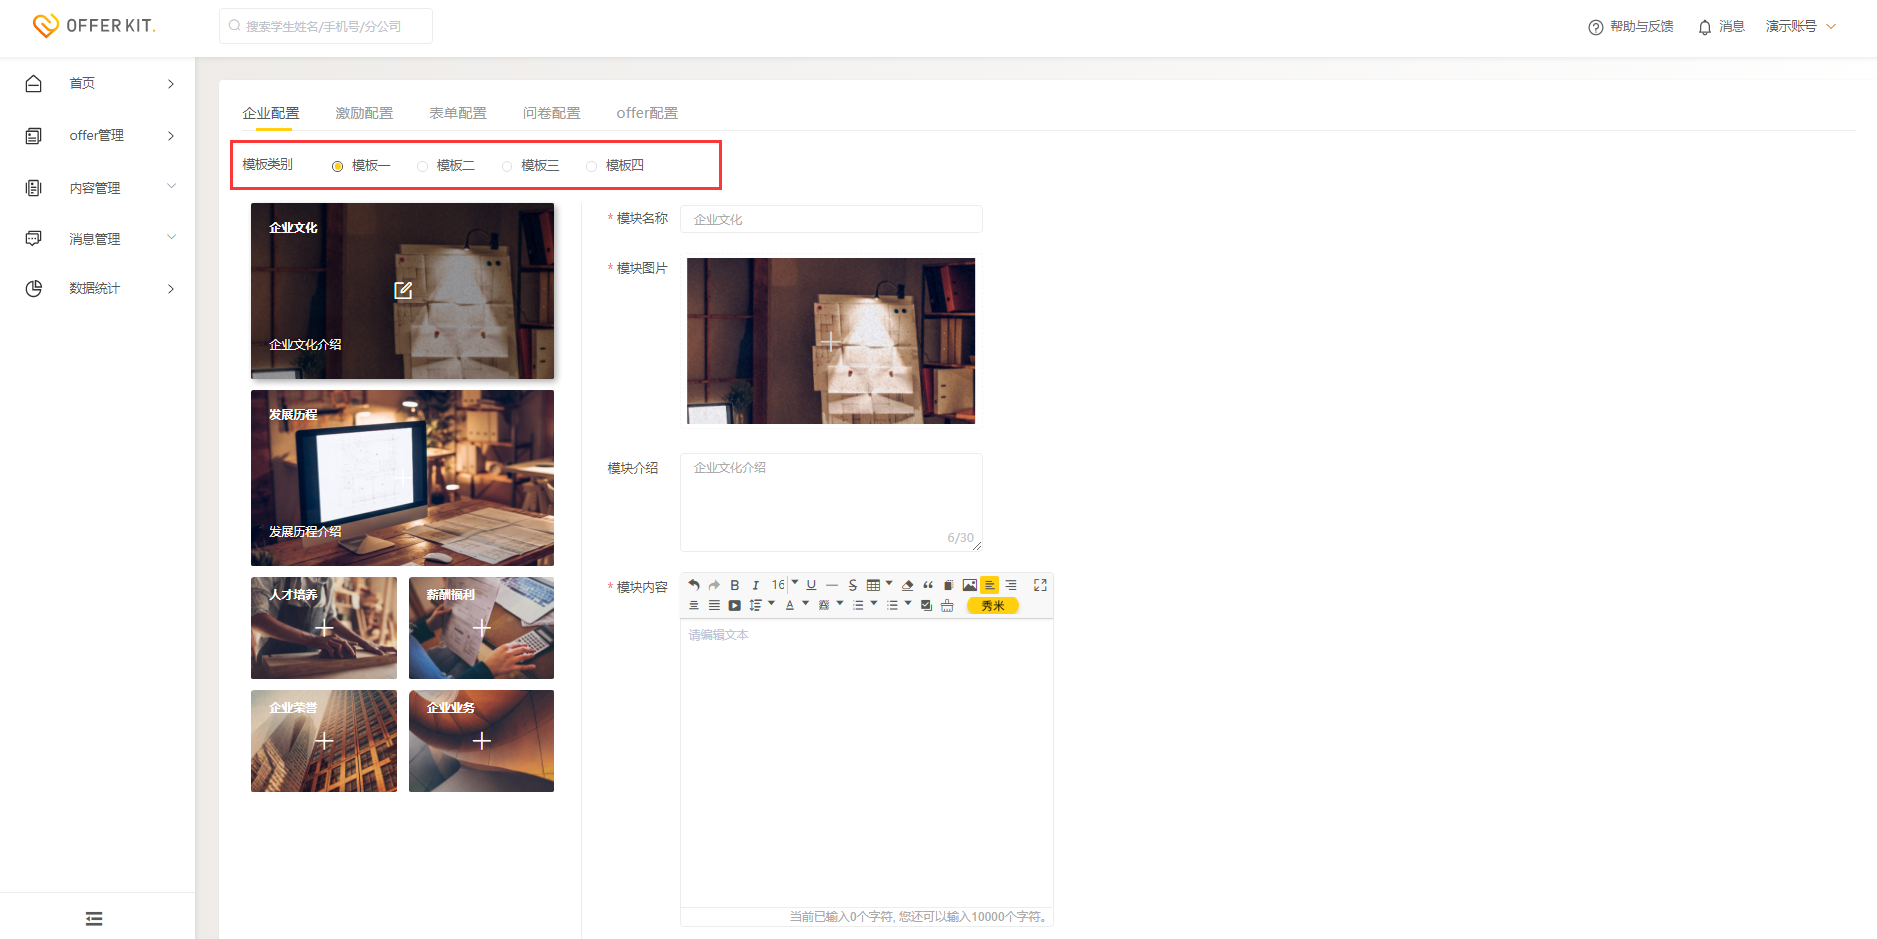 OFFER KIT.
搜索学生姓名/手机号/分公司
帮助与反馈
消息
演示账号
首页
offer管理
内容管理
消息管理
数据统计
企业配置 激励配置 表单配置 问卷配置 offer配置
模板类别 模板一 模板二 模板三 模板四
企业文化
企业文化介绍
发展历程
发展历程介绍
人才培养
薪酬福利
企业荣誉
企业业务
* 模块名称 企业文化
* 模块图片
模块介绍 企业文化介绍
6/30
* 模块内容
B I 16 U S
A
秀米
请编辑文本
当前已输入0个字符, 您还可以输入10000个字符。